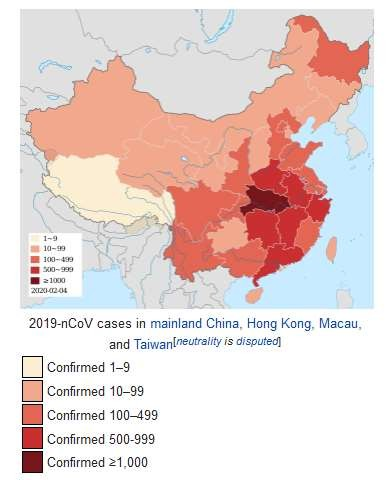 1~9
10~99
100~499
500~999
≥1000
2020-02-04
2019-nCoV cases in mainland China, Hong Kong, Macau,
and Taiwan[neutrality is disputed]
Confirmed 1–9
Confirmed 10–99
Confirmed 100–499
Confirmed 500-999
Confirmed ≥1,000